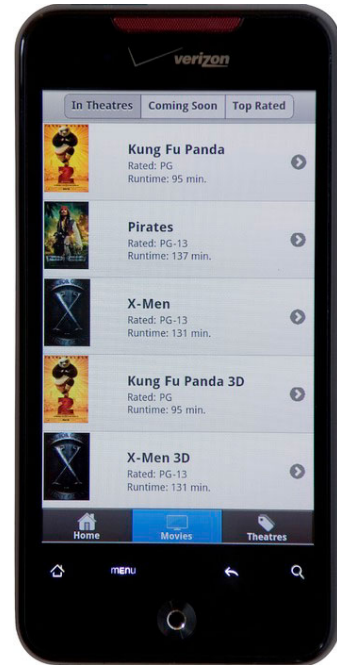 verizon
In Theatres Coming Soon Top Rated
Kung Fu Panda
Rated: PG
Runtime: 95 min.
Pirates
Rated: PG-13
Runtime: 137 min.
X-Men
Rated: PG-13
Runtime: 131 min.
Kung Fu Panda 3D
Rated: PG
Runtime: 95 min.
X-Men 3D
Rated: PG-13
Runtime: 131 min.
Home Movies Theatres
menu